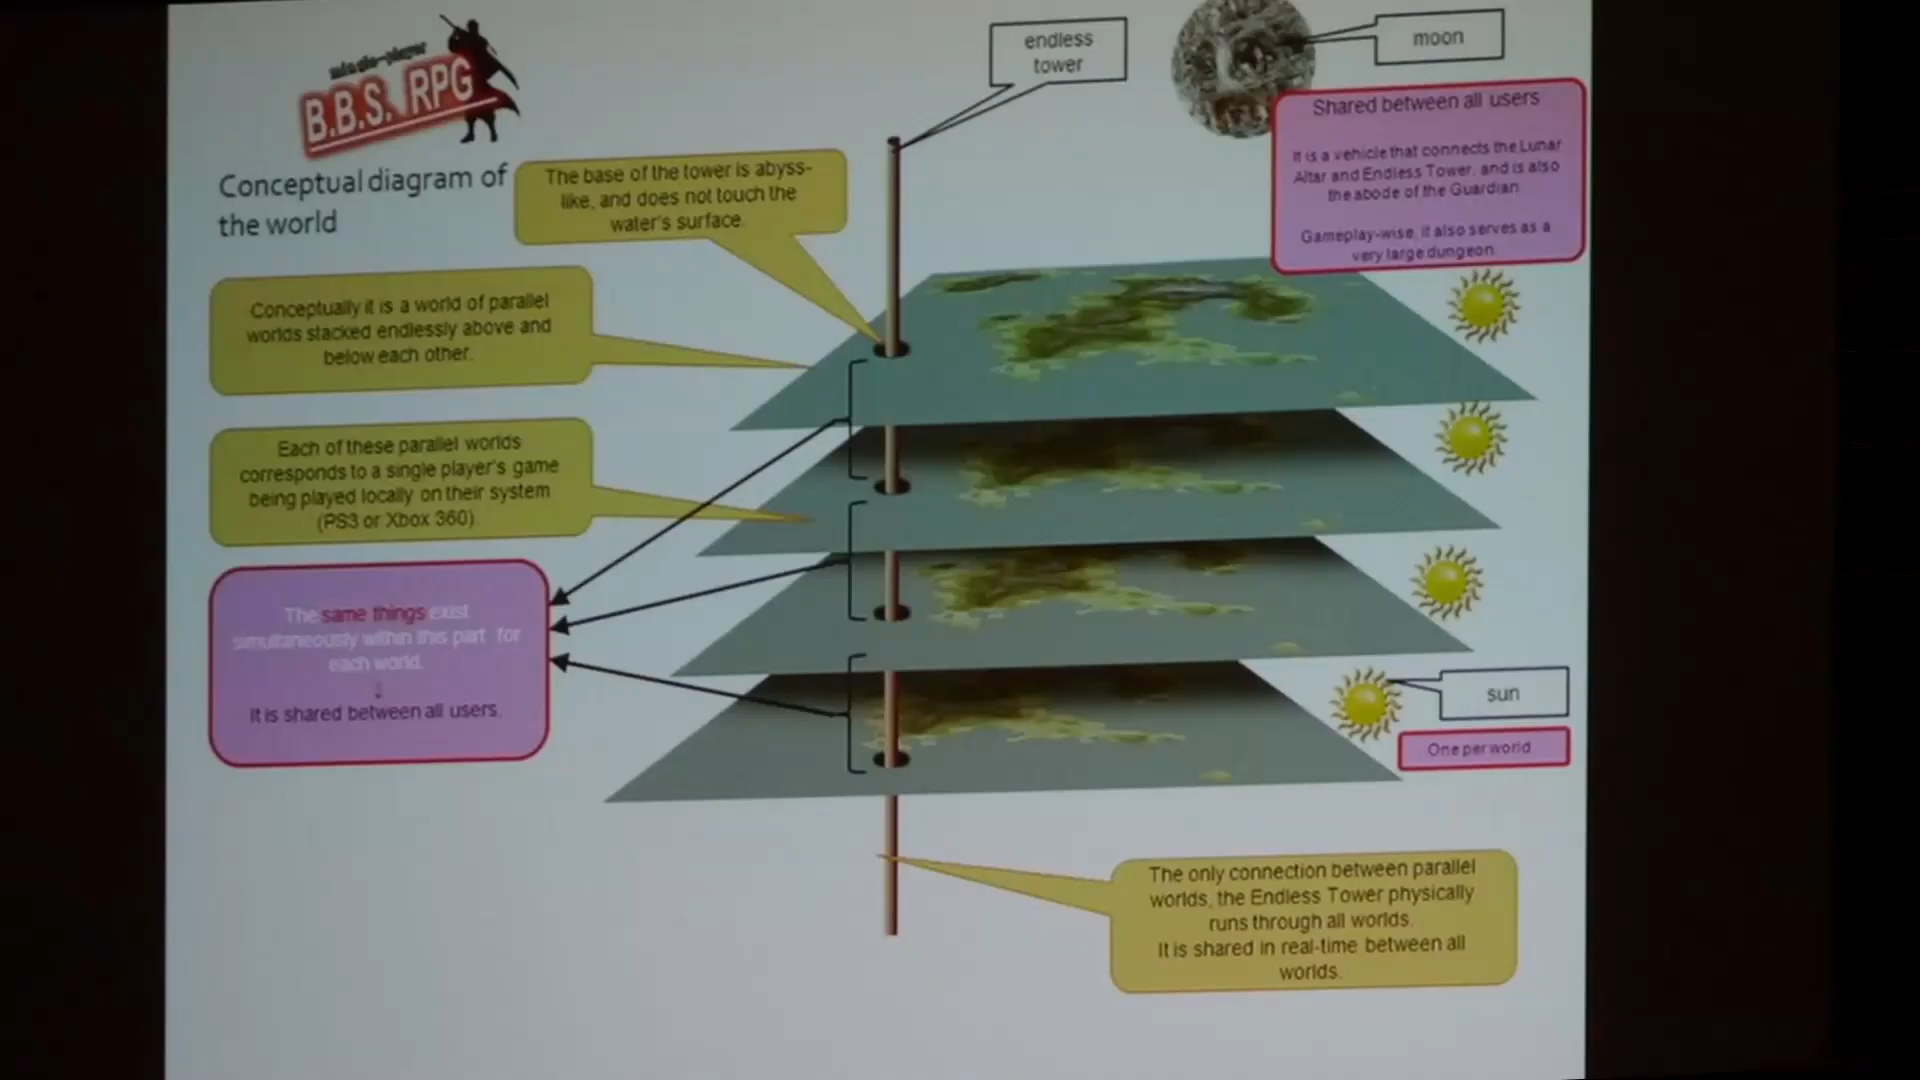 single-player
B.B.S. RPG
Conceptual diagram of
the world
endless
tower
moon
Shared between all users
It is a vehicle that connects the Lunar
Altar and Endless Tower, and is also
the abode of the Guardian
Gameplay-wise, it also serves as a
very large dungeon
The base of the tower is abyss-
like, and does not touch the
water's surface.
Conceptually it is a world of parallel
worlds stacked endlessly above and
below each other.
Each of these parallel worlds
corresponds to a single player's game
being played locally on their system
(PS3 or Xbox 360)
The same things exist
simultaneously within this part for
each world.
↓
It is shared between all users.
sun
One per world
The only connection between parallel
worlds, the Endless Tower physically
runs through all worlds.
It is shared in real-time between all
worlds.